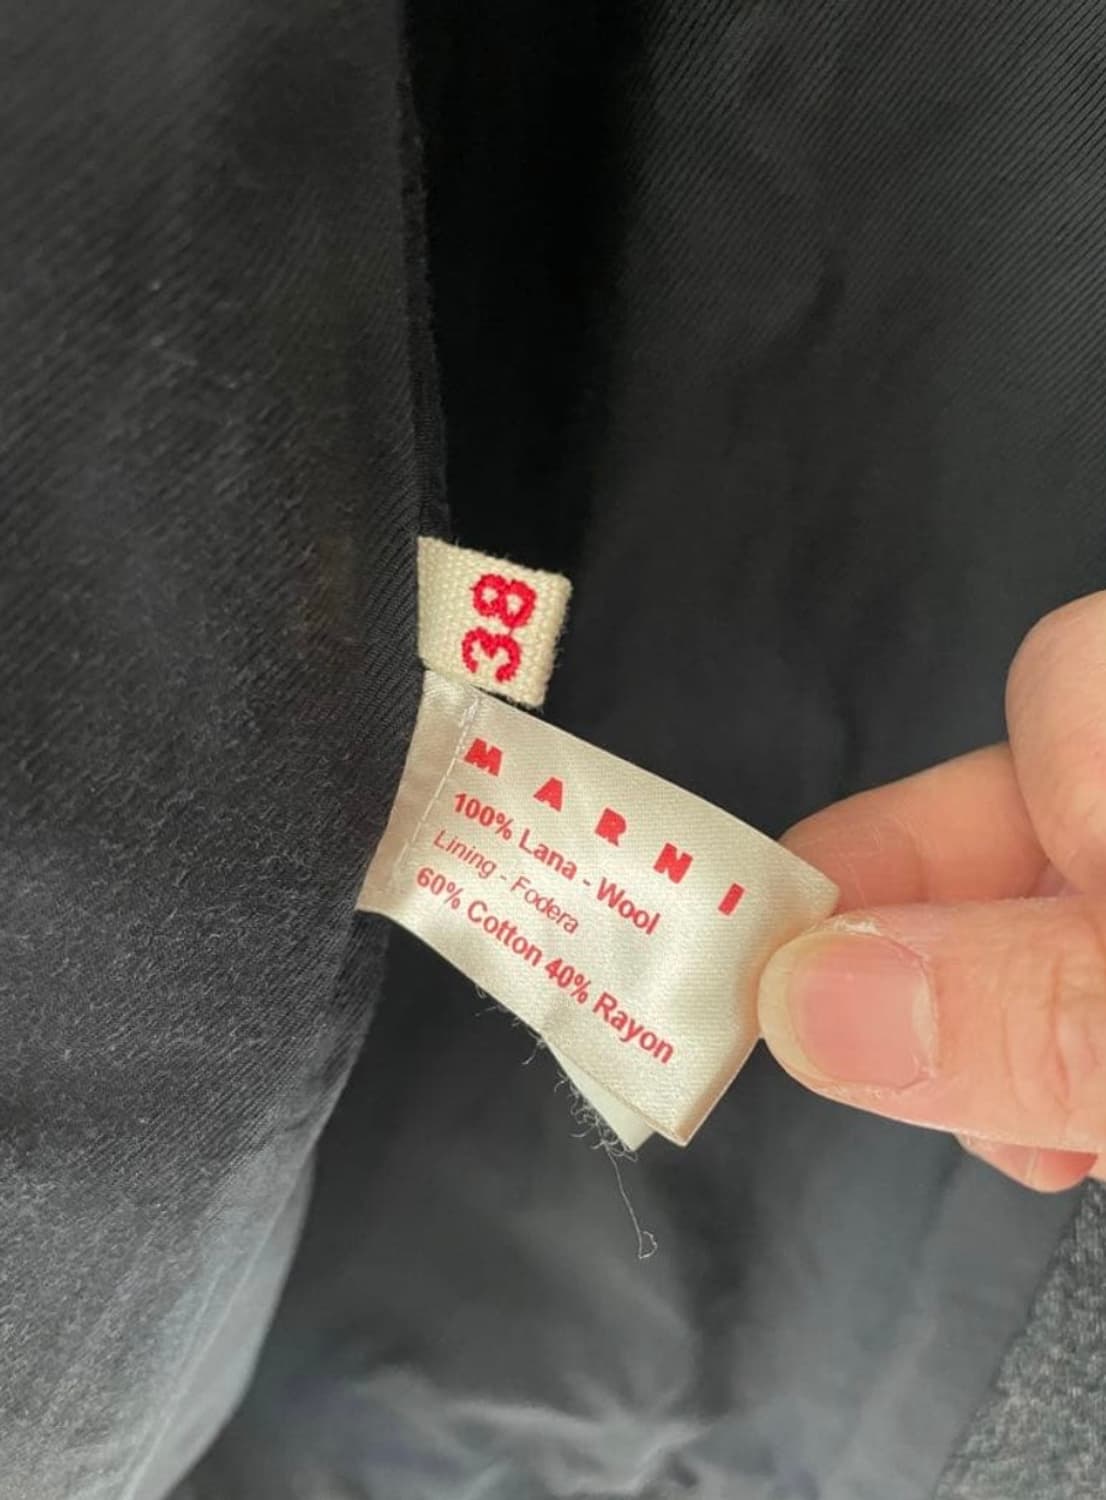 38
MARNI
100% Lana - Wool
Lining - Fodera
60% Cotton 40% Rayon